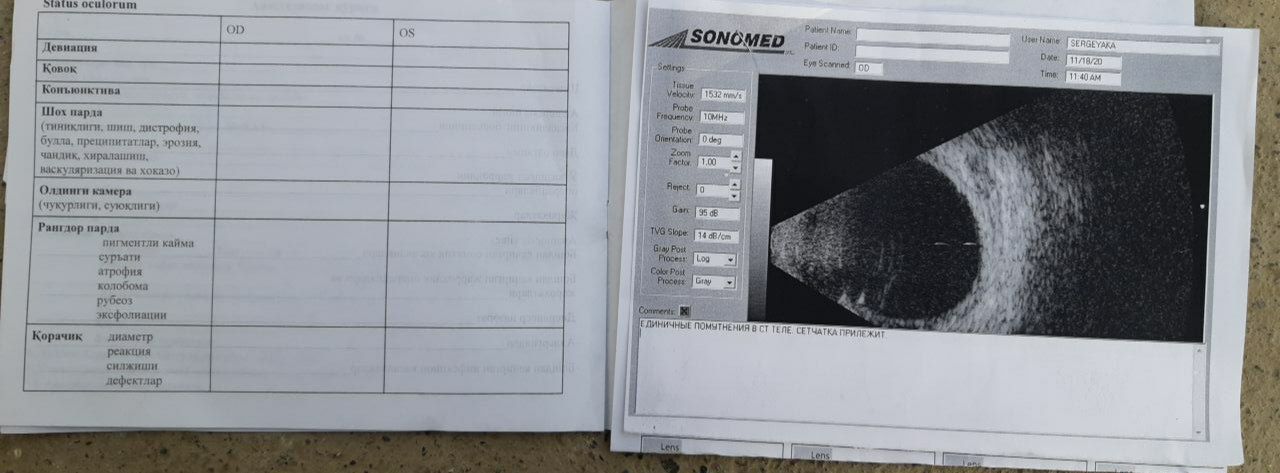 Status oculorum
OD
OS
Девиация
Қовоқ
Конъюнктива
Шох парда
(тиниқлиги, шиш, дистрофия,
булла, преципитатлар, эрозия,
чандиқ, хиралашиш,
васкуляризация ва хоказо)
Олдинги камера
(чуқурлиги, суюқлиги)
Рангдор парда
пигментли кайма
суръати
атрофия
колобома
рубеоз
эксфолиации
Қорачиқ диаметр
реакция
силжиши
дефектлар
SONOMED
Patient Name:
Patient ID:
Eye Scanned: OD
User Name: SERGEYAKA
Date: 11/18/20
Time: 11:40 AM
Settings
Tissue
Velocity: 1532 mm/s
Probe
Frequency: 10MHz
Probe
Orientation: 0 deg
Zoom
Factor: 1.00
Reject: 0
Gain: 95 dB
TVG Slope: 14 dB/cm
Gray Post
Process: Log
Color Post
Process: Gray
Comments:
ЕДИНИЧНЫЕ ПОМУТНЕНИЯ В СТ ТЕЛЕ. СЕТЧАТКА ПРИЛЕЖИТ.
Lens
Lens
Lens